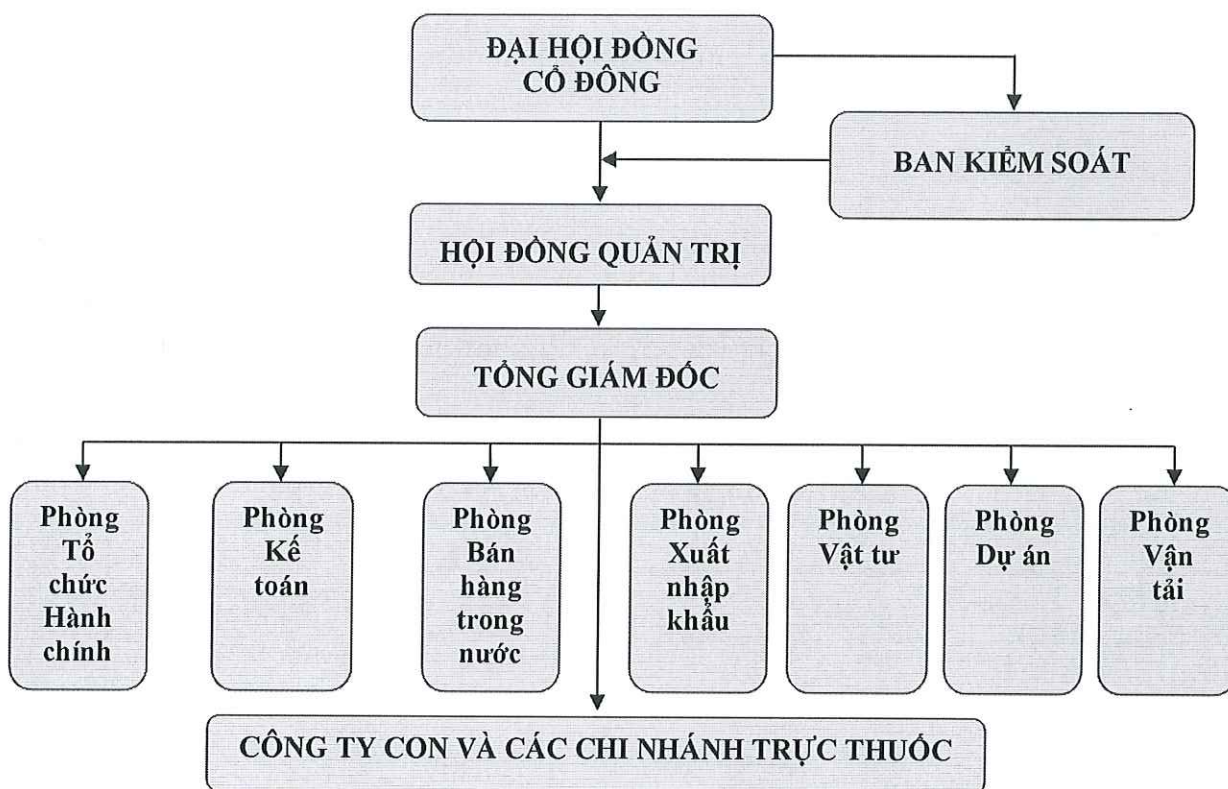 ĐẠI HỘI ĐỒNG
CỔ ĐÔNG
BAN KIỂM SOÁT
HỘI ĐỒNG QUẢN TRỊ
TỔNG GIÁM ĐỐC
Phòng
Tổ
chức
Hành
chính
Phòng
Kế
toán
Phòng
Bán
hàng
trong
nước
Phòng
Xuất
nhập
khẩu
Phòng
Vật tư
Phòng
Dự án
Phòng
Vận
tải
CÔNG TY CON VÀ CÁC CHI NHÁNH TRỰC THUỐC